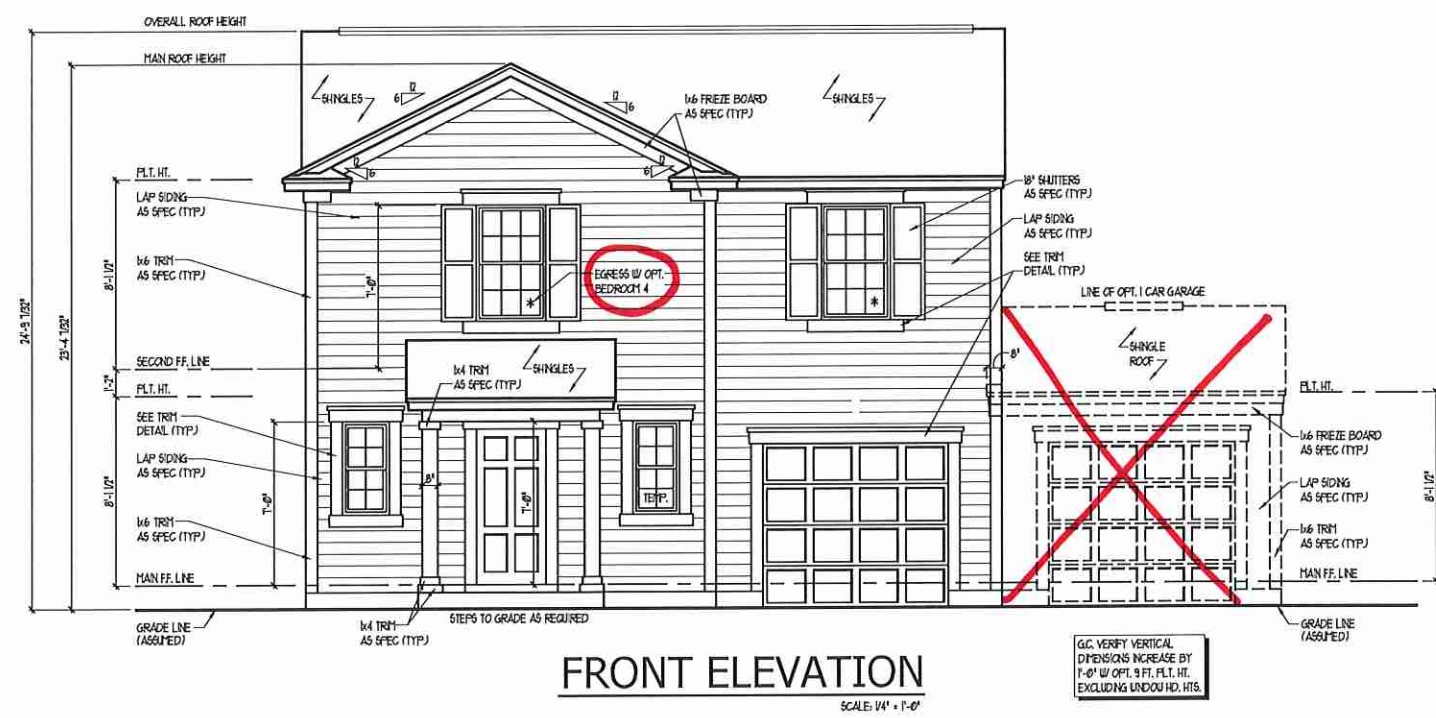 OVERALL ROOF HEIGHT
MAIN ROOF HEIGHT
SHINGLES
12
6
12
6
1x6 FRIEZE BOARD
AS SPEC (TYP.)
SHINGLES
12
6
12
6
PLT. HT.
LAP SIDING
AS SPEC (TYP.)
18" SHUTTERS
AS SPEC (TYP.)
LAP SIDING
AS SPEC (TYP.)
1x6 TRIM
AS SPEC (TYP.)
8'-1 1/2"
7'-0"
EGRESS W/ OPT.
BEDROOM 4
*
*
SEE TRIM
DETAIL (TYP.)
LINE OF OPT. 1 CAR GARAGE
24'-9 7/32"
23'-4 7/32"
SHINGLE
ROOF
SECOND F.F. LINE
1'-2"
PLT. HT.
1x4 TRIM
AS SPEC (TYP.)
SHINGLES
8"
PLT. HT.
SEE TRIM
DETAIL (TYP.)
LAP SIDING
AS SPEC (TYP.)
8'-1 1/2"
7'-0"
8"
7'-0"
TEMP.
1x6 FRIEZE BOARD
AS SPEC (TYP.)
LAP SIDING
AS SPEC (TYP.)
8'-1 1/2"
1x6 TRIM
AS SPEC (TYP.)
1x6 TRIM
AS SPEC (TYP.)
MAIN F.F. LINE
MAIN F.F. LINE
GRADE LINE
(ASSUMED)
1x4 TRIM
AS SPEC (TYP.)
STEPS TO GRADE AS REQUIRED
GRADE LINE
(ASSUMED)
G.C. VERIFY VERTICAL
DIMENSIONS INCREASE BY
1'-0" W/ OPT. 9 FT. PLT. HT.
EXCLUDING WINDOW HD. HTS.
FRONT ELEVATION
SCALE: 1/4" = 1'-0"